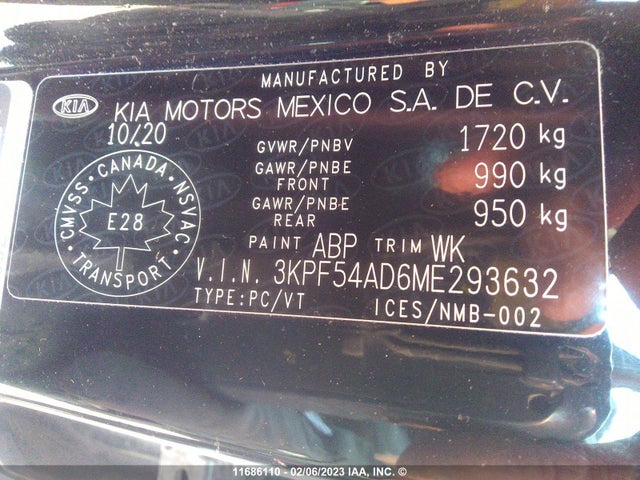 MANUFACTURED BY
KIA KIA MOTORS MEXICO S.A. DE C.V.
10/20
GVWR/PNBV 1720 kg
GAWR/PNBE FRONT 990 kg
GAWR/PNBE REAR 950 kg
CMVSS · CANADA · NSVAC
E28
TRANSPORT
PAINT ABP TRIM WK
V.I.N. 3KPF54AD6ME293632
TYPE:PC/VT ICES/NMB-002
11686110 - 02/06/2023 IAA, INC. ©